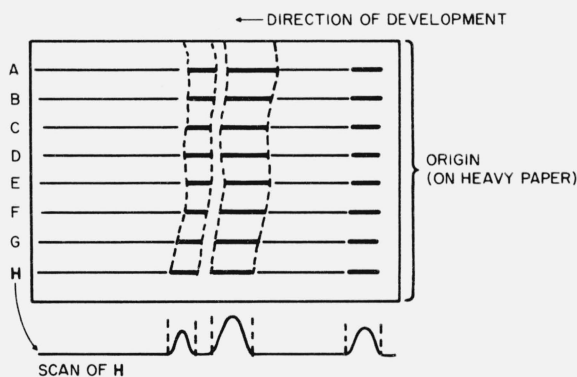 DIRECTION OF DEVELOPMENT
A
B
C
D
E
F
G
H
ORIGIN
(ON HEAVY PAPER)
SCAN OF H